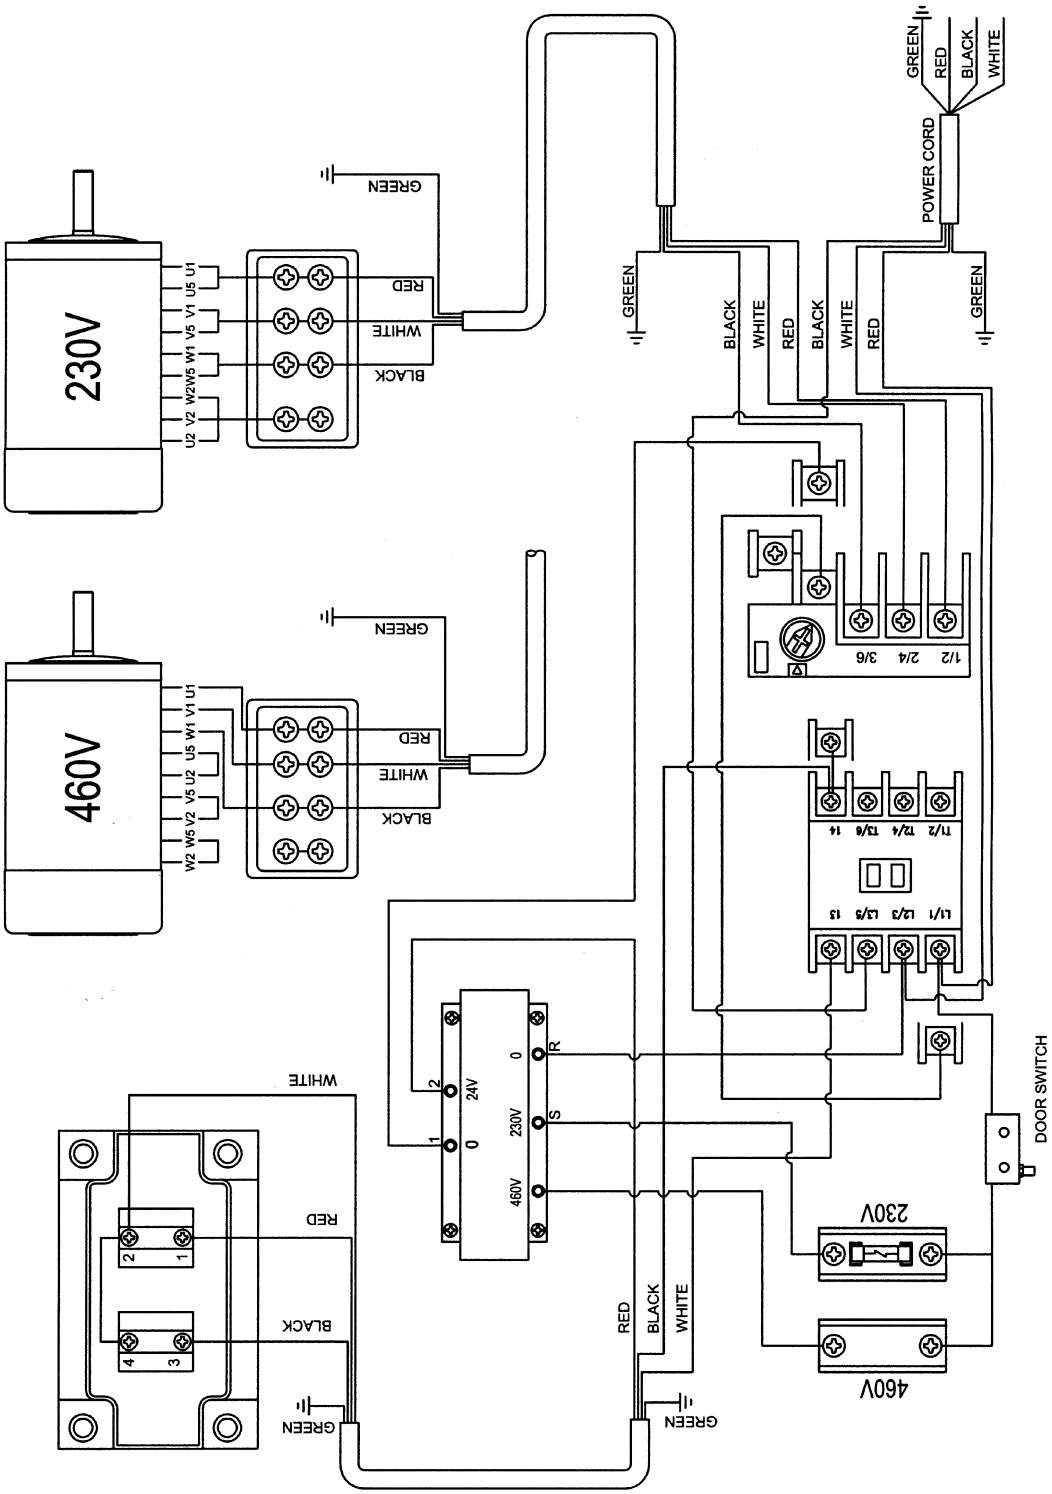 GREEN
RED
BLACK
WHITE
POWER CORD
230V
U1
U5
V1
V5
W1
W5
W2
V2
U2
GREEN
RED
WHITE
BLACK
GREEN
BLACK
WHITE
RED
BLACK
WHITE
RED
GREEN
460V
U1
V1
W1
U5
U2
V5
V2
W5
W2
GREEN
RED
WHITE
BLACK
3/6
2/4
1/2
14
T3/6
T2/4
T1/2
13
L3/5
L2/3
L1/1
2
1
24V
0
0
230V
460V
R
S
WHITE
RED
BLACK
2
1
4
3
GREEN
RED
BLACK
WHITE
GREEN
DOOR SWITCH
230V
460V